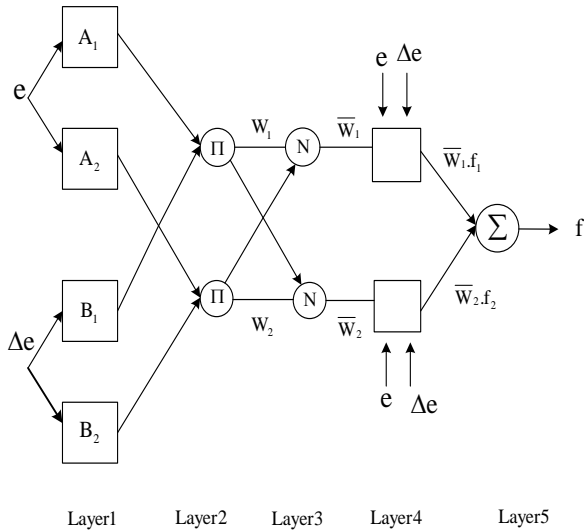 A₁
e
A₂
B₁
Δe
B₂
Π
Π
W₁
W₂
N
N
W̅₁
W̅₂
e Δe
e Δe
W̅₁.f₁
W̅₂.f₂
Σ
f
Layer1 Layer2 Layer3 Layer4 Layer5